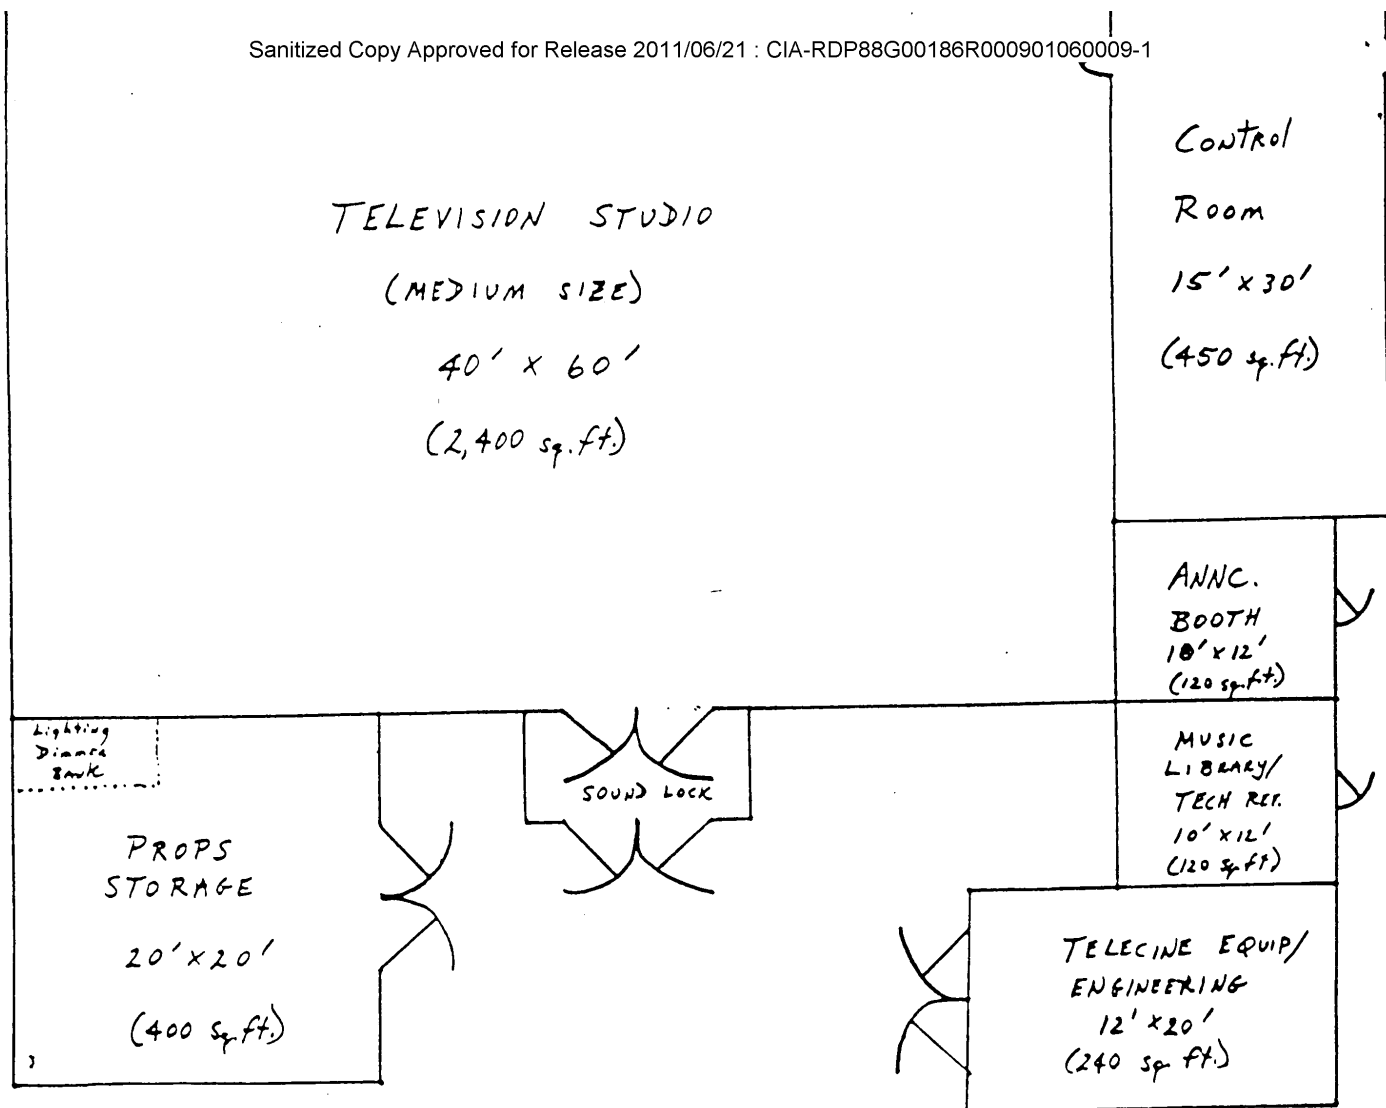 Sanitized Copy Approved for Release 2011/06/21 : CIA-RDP88G00186R000901060009-1
TELEVISION STUDIO
(MEDIUM SIZE)
40' x 60'
(2,400 sq. ft.)
Control
Room
15' x 30'
(450 sq. ft.)
ANNC.
BOOTH
10' x 12'
(120 sq. ft.)
Lighting
Dimmer
Bank
SOUND LOCK
MUSIC
LIBRARY/
TECH REF.
10' x 12'
(120 sq ft)
PROPS
STORAGE
20' x 20'
(400 sq. ft.)
TELECINE EQUIP/
ENGINEERING
12' x 20'
(240 sq ft.)